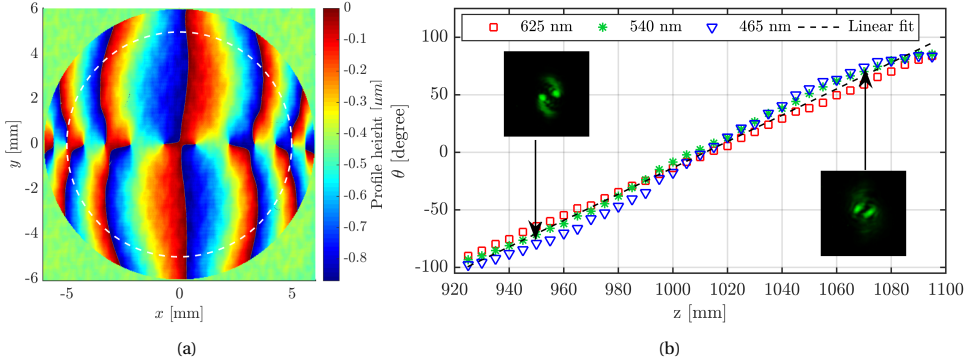 6
4
2
0
-2
-4
6
y [mm]
-5
0
5
x [mm]
0
-0.1
-0.2
-0.3
-0.4
-0.5
-0.6
-0.7
-0.8
Profile height [um]
(a)
625 nm 540 nm 465 nm Linear fit
100
50
0
-50
-100
θ [degree]
920 940 960 980 1000 1020 1040 1060 1080 1100
z [mm]
(b)